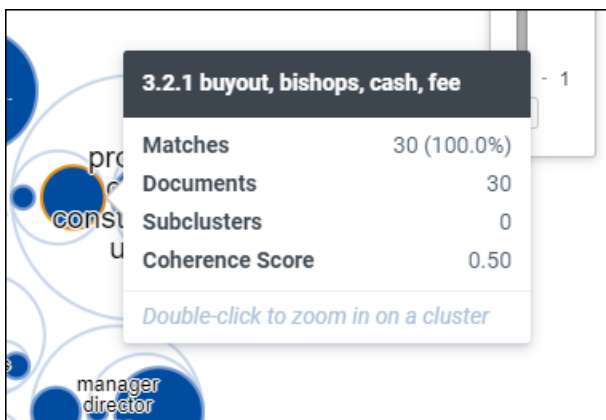 3.2.1 buyout, bishops, cash, fee
- 1
Matches 30 (100.0%)
Documents 30
Subclusters 0
Coherence Score 0.50
Double-click to zoom in on a cluster
manager
director